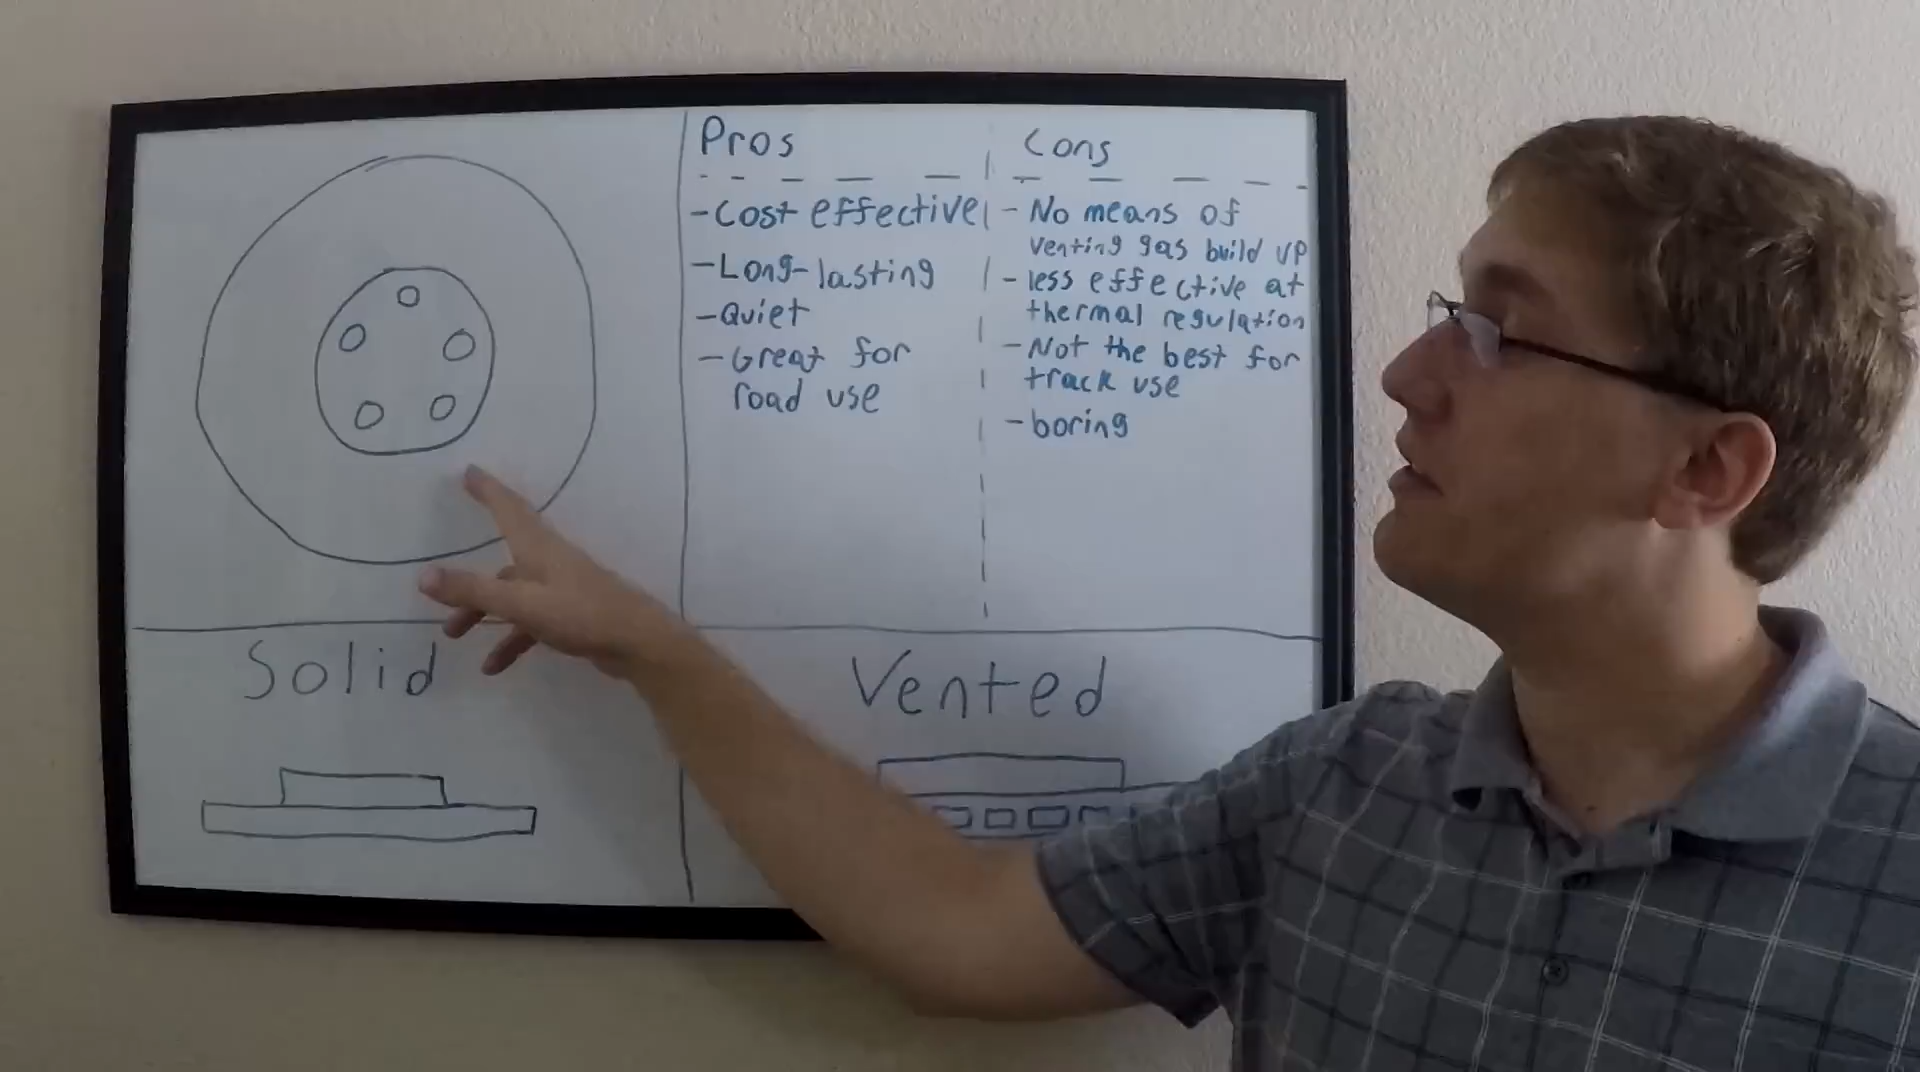 Pros
-Cost effective
-Long-lasting
-Quiet
-Great for
road use
Cons
-No means of
venting gas build up
-less effective at
thermal regulation
-Not the best for
track use
-boring
Solid
Vented